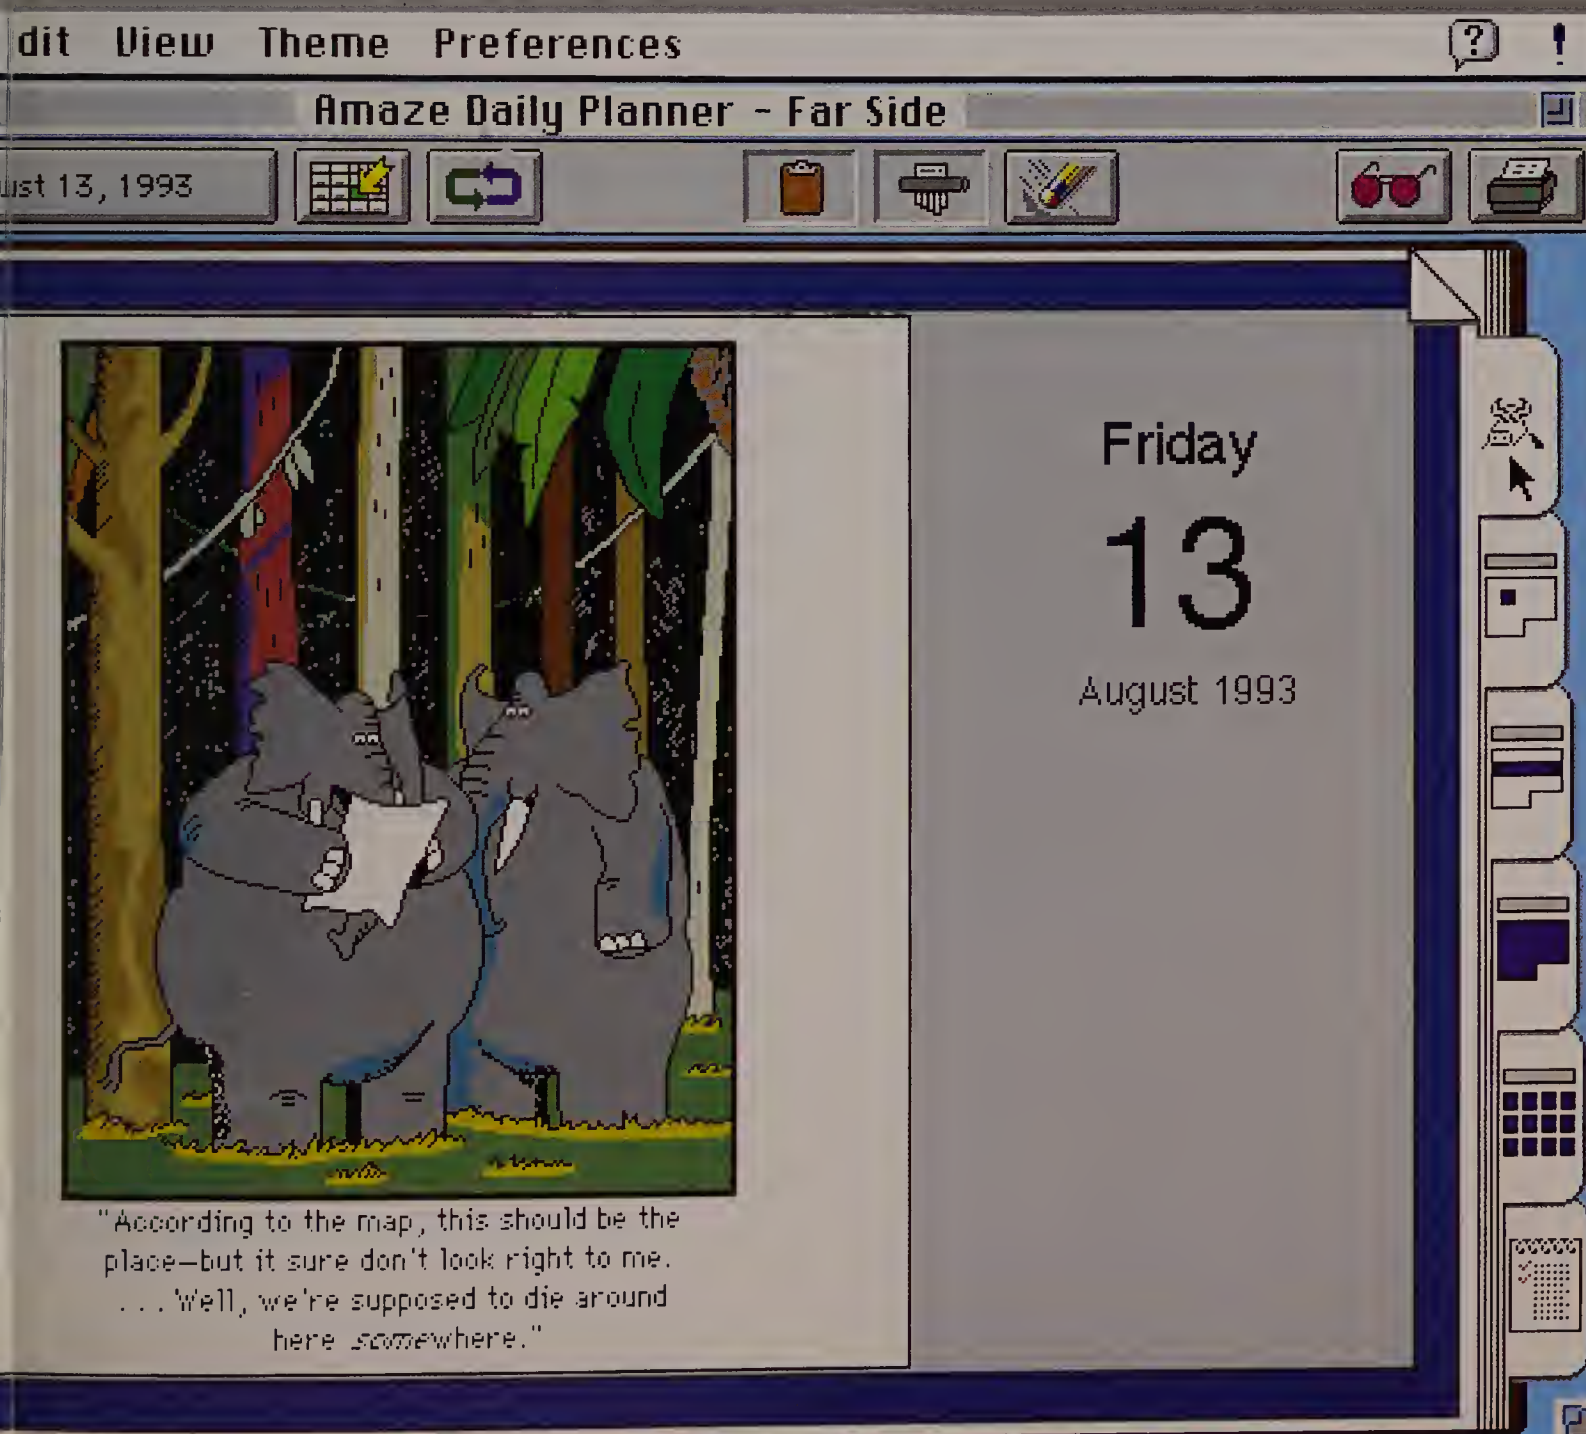 dit View Theme Preferences
Amaze Daily Planner - Far Side
ust 13, 1993
Friday
13
August 1993
"According to the map, this should be the
place—but it sure don't look right to me.
. . . Well, we're supposed to die around
here somewhere."